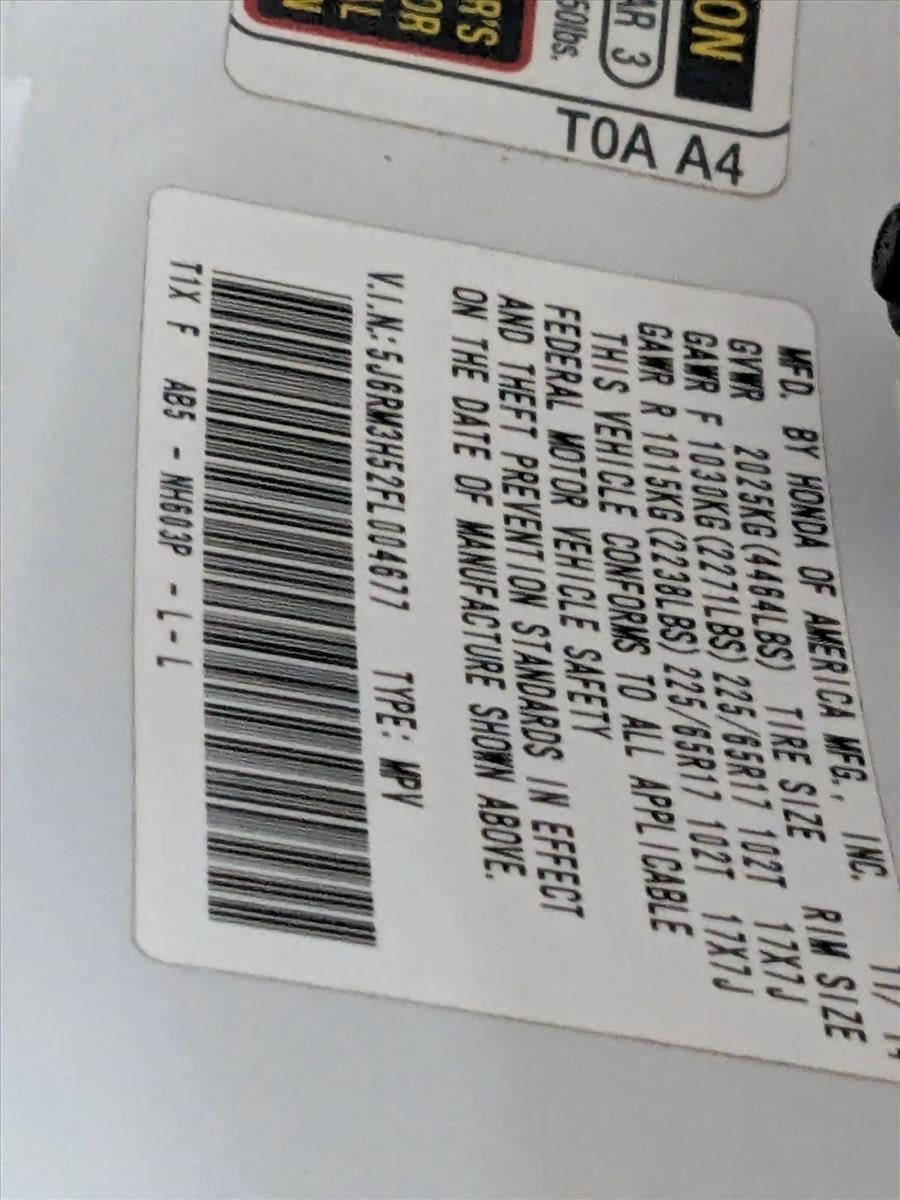 ON
AR 3
50lbs.
R'S
OR
L
N
T0A A4
11/14
MFD. BY HONDA OF AMERICA MFG., INC.
GVWR 2025KG(4464LBS) TIRE SIZE RIM SIZE
GAWR F 1030KG(2271LBS) 225/65R17 102T 17X7J
GAWR R 1015KG(2238LBS) 225/65R17 102T 17X7J
THIS VEHICLE CONFORMS TO ALL APPLICABLE
FEDERAL MOTOR VEHICLE SAFETY
AND THEFT PREVENTION STANDARDS IN EFFECT
ON THE DATE OF MANUFACTURE SHOWN ABOVE.
V.I.N.:5J6RM3H52FL004677 TYPE: MPV
T1X F AB5 - NH603P - L - L